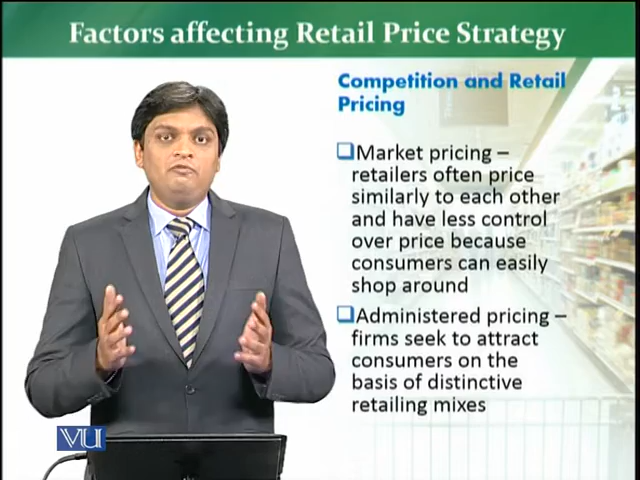 Factors affecting Retail Price Strategy
Competition and Retail
Pricing
Market pricing –
retailers often price
similarly to each other
and have less control
over price because
consumers can easily
shop around
Administered pricing –
firms seek to attract
consumers on the
basis of distinctive
retailing mixes
VU